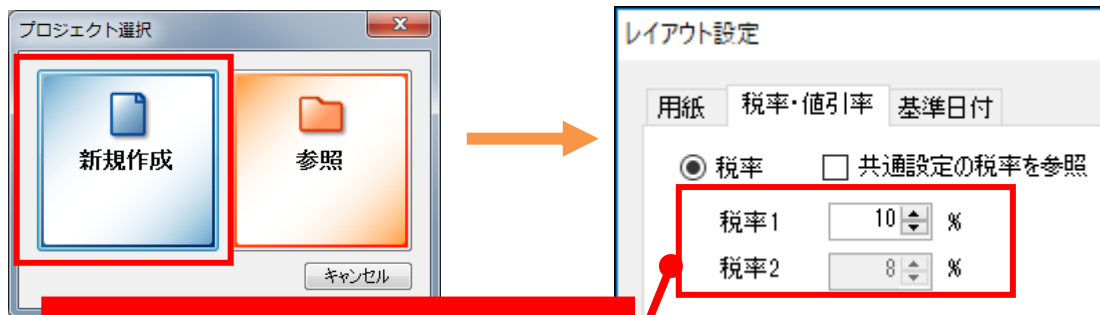 プロジェクト選択
新規作成
参照
キャンセル
レイアウト設定
用紙 税率・値引率 基準日付
税率 共通設定の税率を参照
税率1 10 %
税率2 8 %